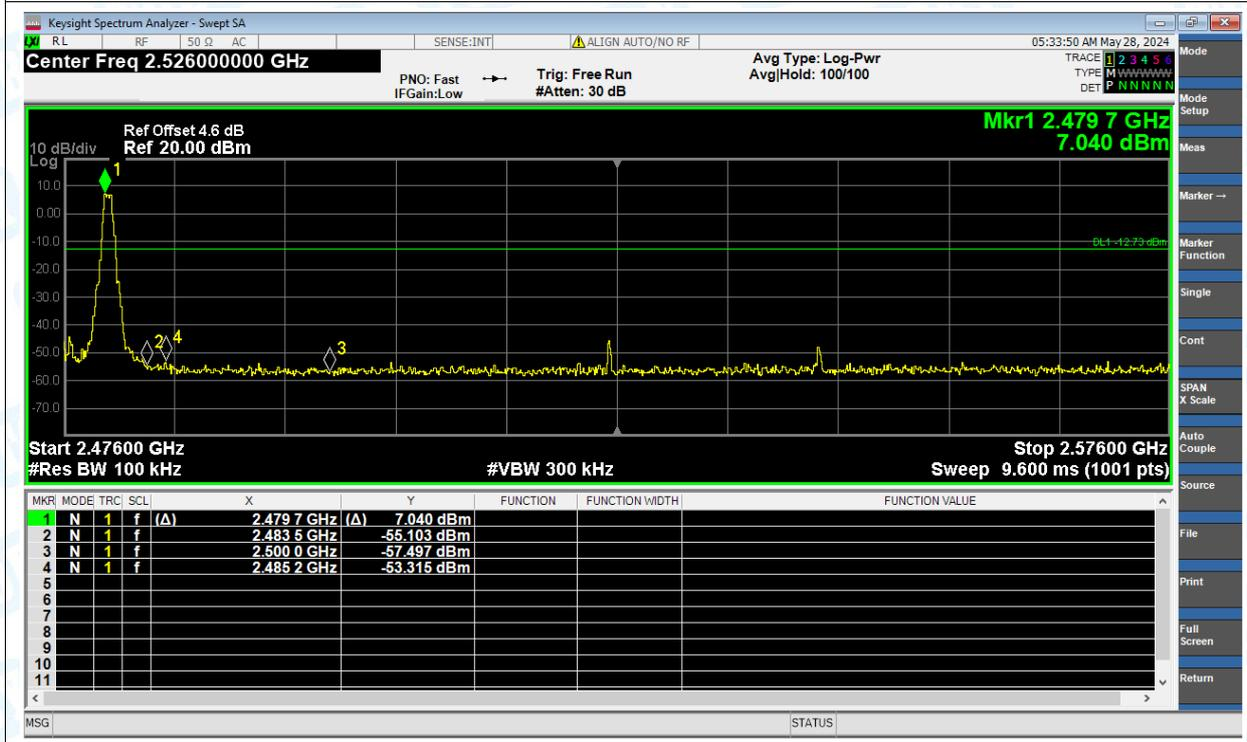 Keysight Spectrum Analyzer - Swept SA
LXI RL RF 50 Ω AC SENSE:INT ALIGN AUTO/NO RF 05:33:50 AM May 28, 2024
Center Freq 2.526000000 GHz
PNO: Fast
IFGain:Low
Trig: Free Run
#Atten: 30 dB
Avg Type: Log-Pwr
Avg|Hold: 100/100
TRACE 1 2 3 4 5 6
TYPE M WWWWW
DET P N N N N N
Mkr1 2.479 7 GHz
7.040 dBm
Ref Offset 4.6 dB
10 dB/div Ref 20.00 dBm
Log
10.0
0.00
-10.0
-20.0
-30.0
-40.0
-50.0
-60.0
-70.0
1
2
4
3
DL1 -12.73 dBm
Start 2.47600 GHz Stop 2.57600 GHz
#Res BW 100 kHz #VBW 300 kHz Sweep 9.600 ms (1001 pts)
MKR MODE TRC SCL X Y FUNCTION FUNCTION WIDTH FUNCTION VALUE
1 N 1 f (Δ) 2.479 7 GHz (Δ) 7.040 dBm
2 N 1 f 2.483 5 GHz -55.103 dBm
3 N 1 f 2.500 0 GHz -57.497 dBm
4 N 1 f 2.485 2 GHz -53.315 dBm
5
6
7
8
9
10
11
MSG STATUS
Mode
Mode
Setup
Meas
Marker →
Marker
Function
Single
Cont
SPAN
X Scale
Auto
Couple
Source
File
Print
Full
Screen
Return